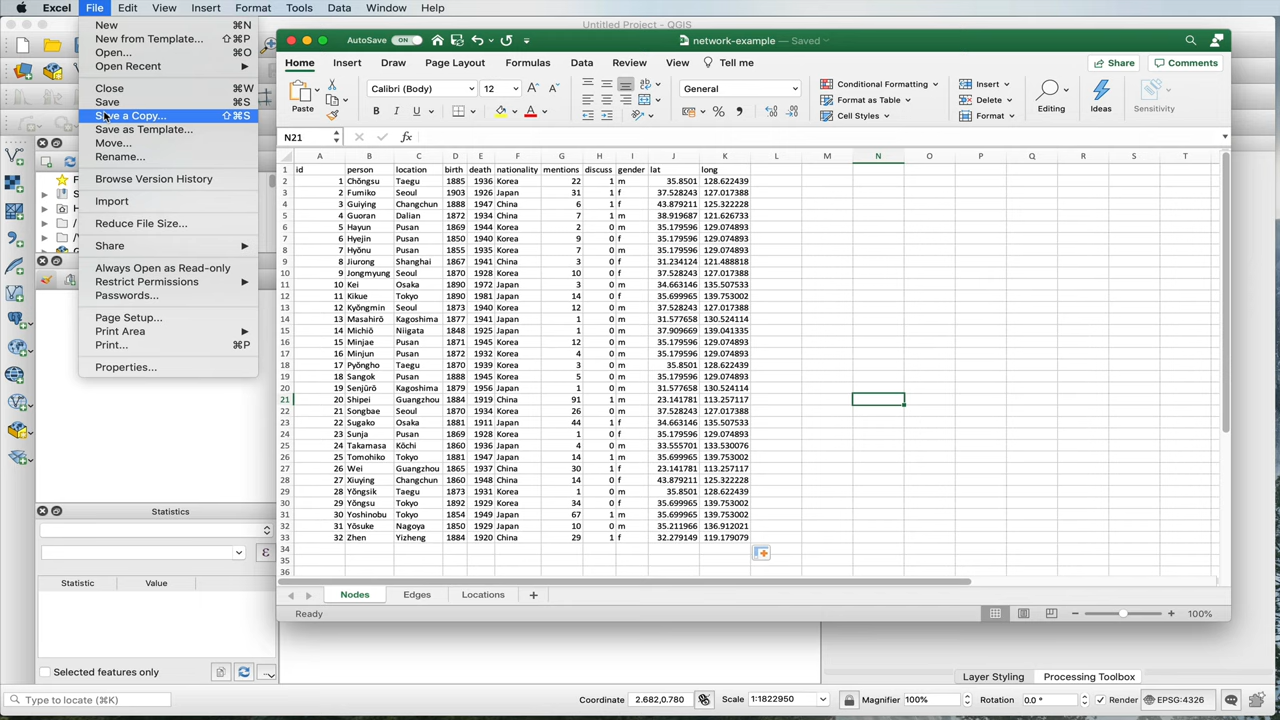 Excel File Edit View Insert Format Tools Data Window Help
Untitled Project - QGIS
New ⌘N
New from Template... ⇧⌘P
Open... ⌘O
Open Recent
Close ⌘W
Save ⌘S
Save a Copy... ⇧⌘S
Save as Template...
Move...
Rename...
Browse Version History
Import
Reduce File Size...
Share
Always Open as Read-only
Restrict Permissions
Passwords...
Page Setup...
Print Area
Print... ⌘P
Properties...
AutoSave ON network-example — Saved
Home Insert Draw Page Layout Formulas Data Review View Tell me Share Comments
Paste Calibri (Body) 12 General Conditional Formatting Insert
B I U A $ % Format as Table Delete Editing Ideas Sensitivity
Cell Styles Format
N21 fx
A B C D E F G H I J K L M N O P Q R S T
1 id person location birth death nationality mentions discuss gender lat long
2 1 Chŏngsu Taegu 1885 1936 Korea 22 1 m 35.8501 128.622439
3 2 Fumiko Seoul 1903 1926 Korea 31 1 f 37.528243 127.017388
4 3 Guiying Changchun 1888 1947 China 6 1 f 43.879211 125.322228
5 4 Guoran Dalian 1872 1934 China 1 1 m 38.919687 121.626733
6 5 Hayun Pusan 1869 1944 Korea 2 0 m 35.179596 129.074893
7 6 Hyejin Pusan 1850 1940 Korea 9 0 f 35.179596 129.074893
8 7 Hyŏnu Pusan 1855 1935 Korea 7 0 m 35.179596 129.074893
9 8 Jiurong Shanghai 1867 1941 China 3 0 f 31.234124 121.488818
10 9 Jongmyung Seoul 1870 1928 Korea 10 0 m 37.528243 127.017388
11 10 Kei Osaka 1890 1972 Japan 3 0 m 34.663146 135.507533
12 11 Kikue Tokyo 1890 1981 Japan 14 0 f 35.699965 139.753002
13 12 Kyŏngmin Seoul 1873 1940 Korea 12 0 m 37.528243 127.017388
14 13 Masahirō Kagoshima 1877 1941 Japan 1 0 m 31.577658 130.524114
15 14 Michiō Niigata 1848 1925 Japan 1 0 m 37.909669 139.041335
16 15 Minjae Pusan 1871 1945 Korea 12 0 m 35.179596 129.074893
17 16 Minjun Pusan 1872 1932 Korea 4 0 m 35.179596 129.074893
18 17 Pyŏngho Taegu 1870 1939 Korea 3 0 m 35.8501 128.622439
19 18 Sangok Pusan 1888 1945 Korea 5 0 m 35.179596 129.074893
20 19 Senjūrō Kagoshima 1879 1956 Japan 1 0 m 31.577658 130.524114
21 20 Shipei Guangzhou 1884 1919 China 91 1 m 23.141781 113.257117
22 21 Songbae Seoul 1870 1934 Korea 26 0 m 37.528243 127.017388
23 22 Sugako Osaka 1881 1911 Japan 44 1 f 34.663146 135.507533
24 23 Sunja Pusan 1869 1928 Korea 1 0 f 35.179596 129.074893
25 24 Takamasa Kōchi 1860 1936 Japan 4 0 m 33.555701 133.530076
26 25 Tomohiko Tokyo 1881 1947 Japan 14 1 m 35.699965 139.753002
27 26 Wei Guangzhou 1865 1937 China 30 1 f 23.141781 113.257117
28 27 Xiuying Changchun 1860 1948 China 14 0 f 43.879211 125.322228
29 28 Yŏngsik Taegu 1873 1931 Korea 1 0 m 35.8501 128.622439
30 29 Yŏngsu Tokyo 1892 1929 Korea 34 0 f 35.699965 139.753002
31 30 Yoshinobu Tokyo 1854 1949 Japan 67 1 m 35.699965 139.753002
32 31 Yōsuke Nagoya 1850 1929 Japan 10 0 m 35.211966 136.912021
33 32 Zhen Yizheng 1884 1920 China 29 1 f 32.279149 119.179079
34
35
36
Nodes Edges Locations +
Ready 100%
Statistics
Statistic Value
Selected features only
Layer Styling Processing Toolbox
Type to locate (⌘K) Coordinate 2.682,0.780 Scale 1:1822950 Magnifier 100% Rotation 0.0 ° Render EPSG:4326